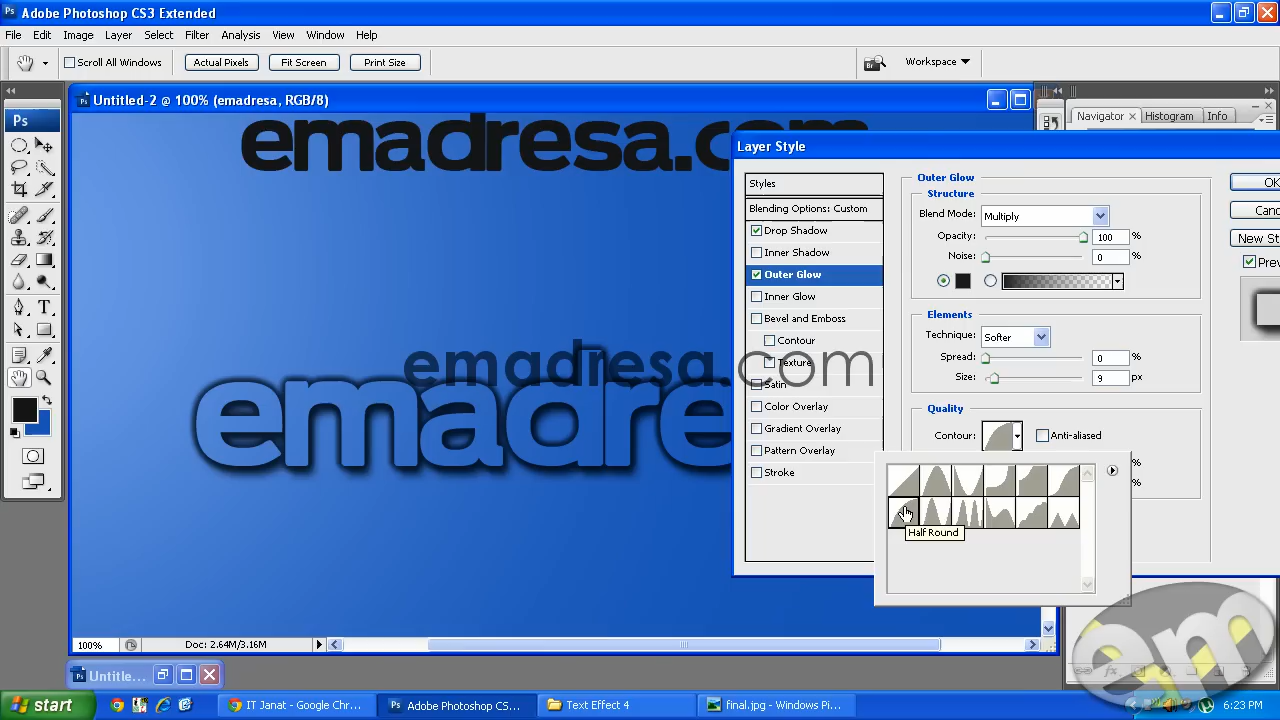 Ps Adobe Photoshop CS3 Extended
File Edit Image Layer Select Filter Analysis View Window Help
Scroll All Windows Actual Pixels Fit Screen Print Size Br Workspace
Untitled-2 @ 100% (emadresa, RGB/8)
Navigator × Histogram Info
Ps
emadresa.com
Layer Style
Styles
Blending Options: Custom
Drop Shadow
Inner Shadow
Outer Glow
Inner Glow
Bevel and Emboss
Contour
Texture
Satin
Color Overlay
Gradient Overlay
Pattern Overlay
Stroke
Outer Glow
Structure
Blend Mode: Multiply
Opacity: 100 %
Noise: 0 %
Elements
Technique: Softer
Spread: 0 %
Size: 9 px
Quality
Contour: Anti-aliased
%
%
Half Round
OK
Canc
New St
Prev
emadresa.com
emadre
100% Doc: 2.64M/3.16M
Untitle...
em
fx
start IT Janat - Google Chr... Adobe Photoshop CS... Text Effect 4 final.jpg - Windows Pi... 6:23 PM